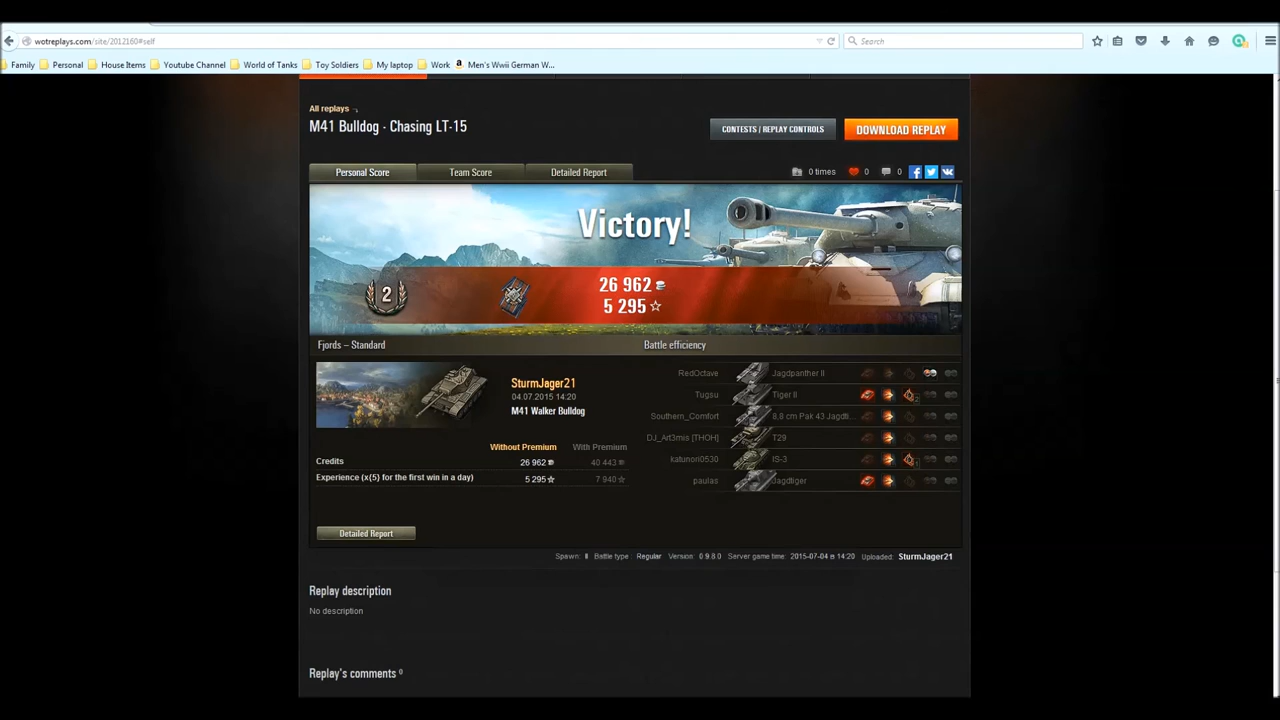 wotreplays.com/site/2012160#self
Search
Family Personal House Items Youtube Channel World of Tanks Toy Soldiers My laptop Work Men's Wwii German W...
All replays
M41 Bulldog - Chasing LT-15
CONTESTS / REPLAY CONTROLS
DOWNLOAD REPLAY
Personal Score Team Score Detailed Report
0 times 0 0
Victory!
2
26 962
5 295
Fjords – Standard
Battle efficiency
RedOctave Jagdpanther II
SturmJager21
04.07.2015 14:20
M41 Walker Bulldog
Tugsu Tiger II
Southern_Comfort 8,8 cm Pak 43 Jagdti...
DJ_Art3mis [THOH] T29
Without Premium With Premium
Credits 26 962 40 443
katunori0530 IS-3
Experience (x{5} for the first win in a day) 5 295 7 940
paulas Jagdtiger
Detailed Report
Spawn: II Battle type: Regular Version: 0.9.8.0 Server game time: 2015-07-04 в 14:20 Uploaded: SturmJager21
Replay description
No description
Replay's comments 0